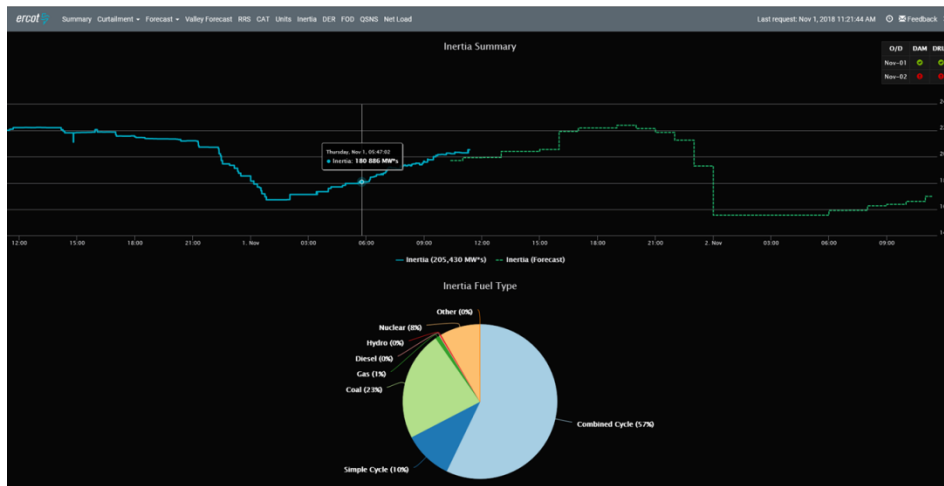 ercot Summary Curtailment Forecast Valley Forecast RRS CAT Units Inertia DER FOD QSNS Net Load Last request: Nov 1, 2018 11:21:44 AM Feedback
Inertia Summary
O/D DAM DRU
Nov-01
Nov-02
Thursday, Nov 1, 05:47:02
Inertia: 180 886 MW*s
12:00 15:00 18:00 21:00 1. Nov 03:00 06:00 09:00 12:00 15:00 18:00 21:00 2. Nov 03:00 06:00 09:00
Inertia (205,430 MW*s) Inertia (Forecast)
Inertia Fuel Type
Other (0%)
Nuclear (8%)
Hydro (0%)
Diesel (0%)
Gas (1%)
Coal (23%)
Combined Cycle (57%)
Simple Cycle (10%)